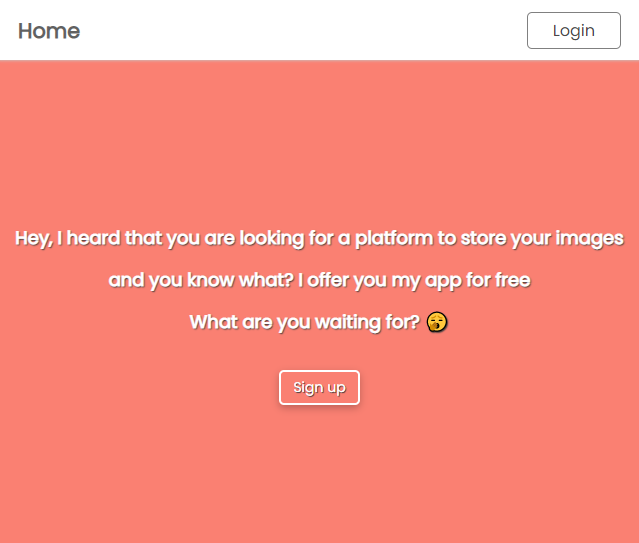 Home
Login
Hey, I heard that you are looking for a platform to store your images
and you know what? I offer you my app for free
What are you waiting for? 🥱
Sign up